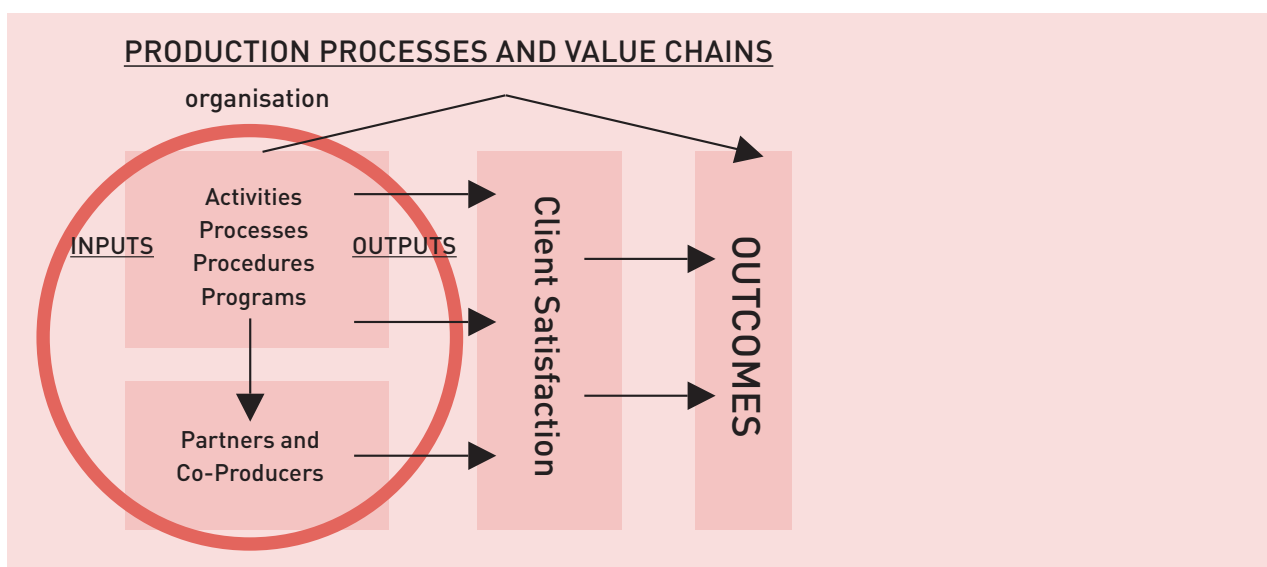 PRODUCTION PROCESSES AND VALUE CHAINS
organisation
INPUTS
Activities
Processes
Procedures
Programs
OUTPUTS
Partners and
Co-Producers
Client Satisfaction
OUTCOMES